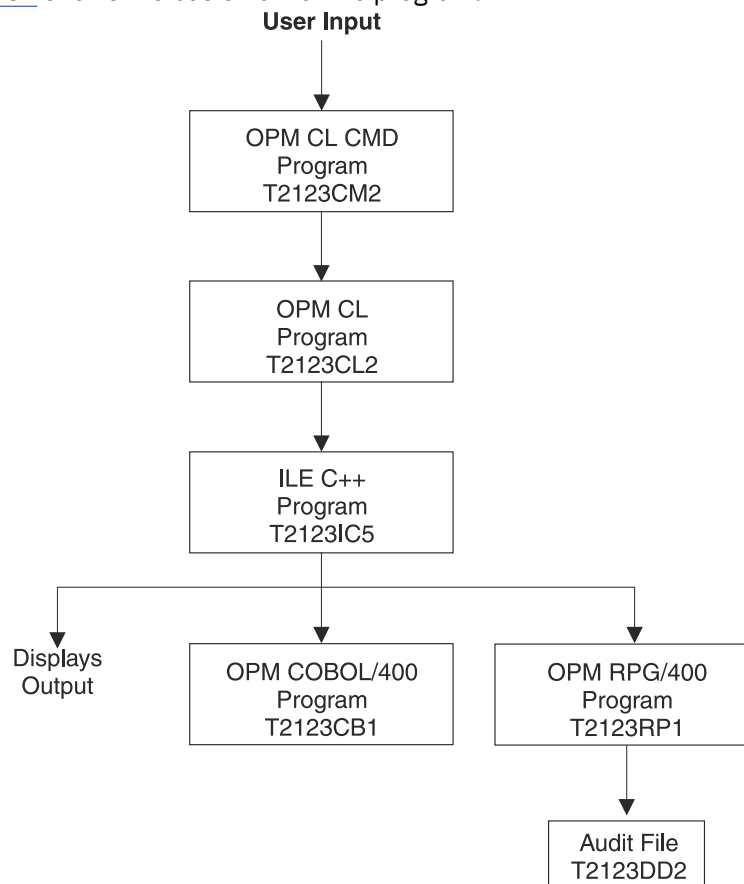 User Input
OPM CL CMD
Program
T2123CM2
OPM CL
Program
T2123CL2
ILE C++
Program
T2123IC5
Displays
Output
OPM COBOL/400
Program
T2123CB1
OPM RPG/400
Program
T2123RP1
Audit File
T2123DD2